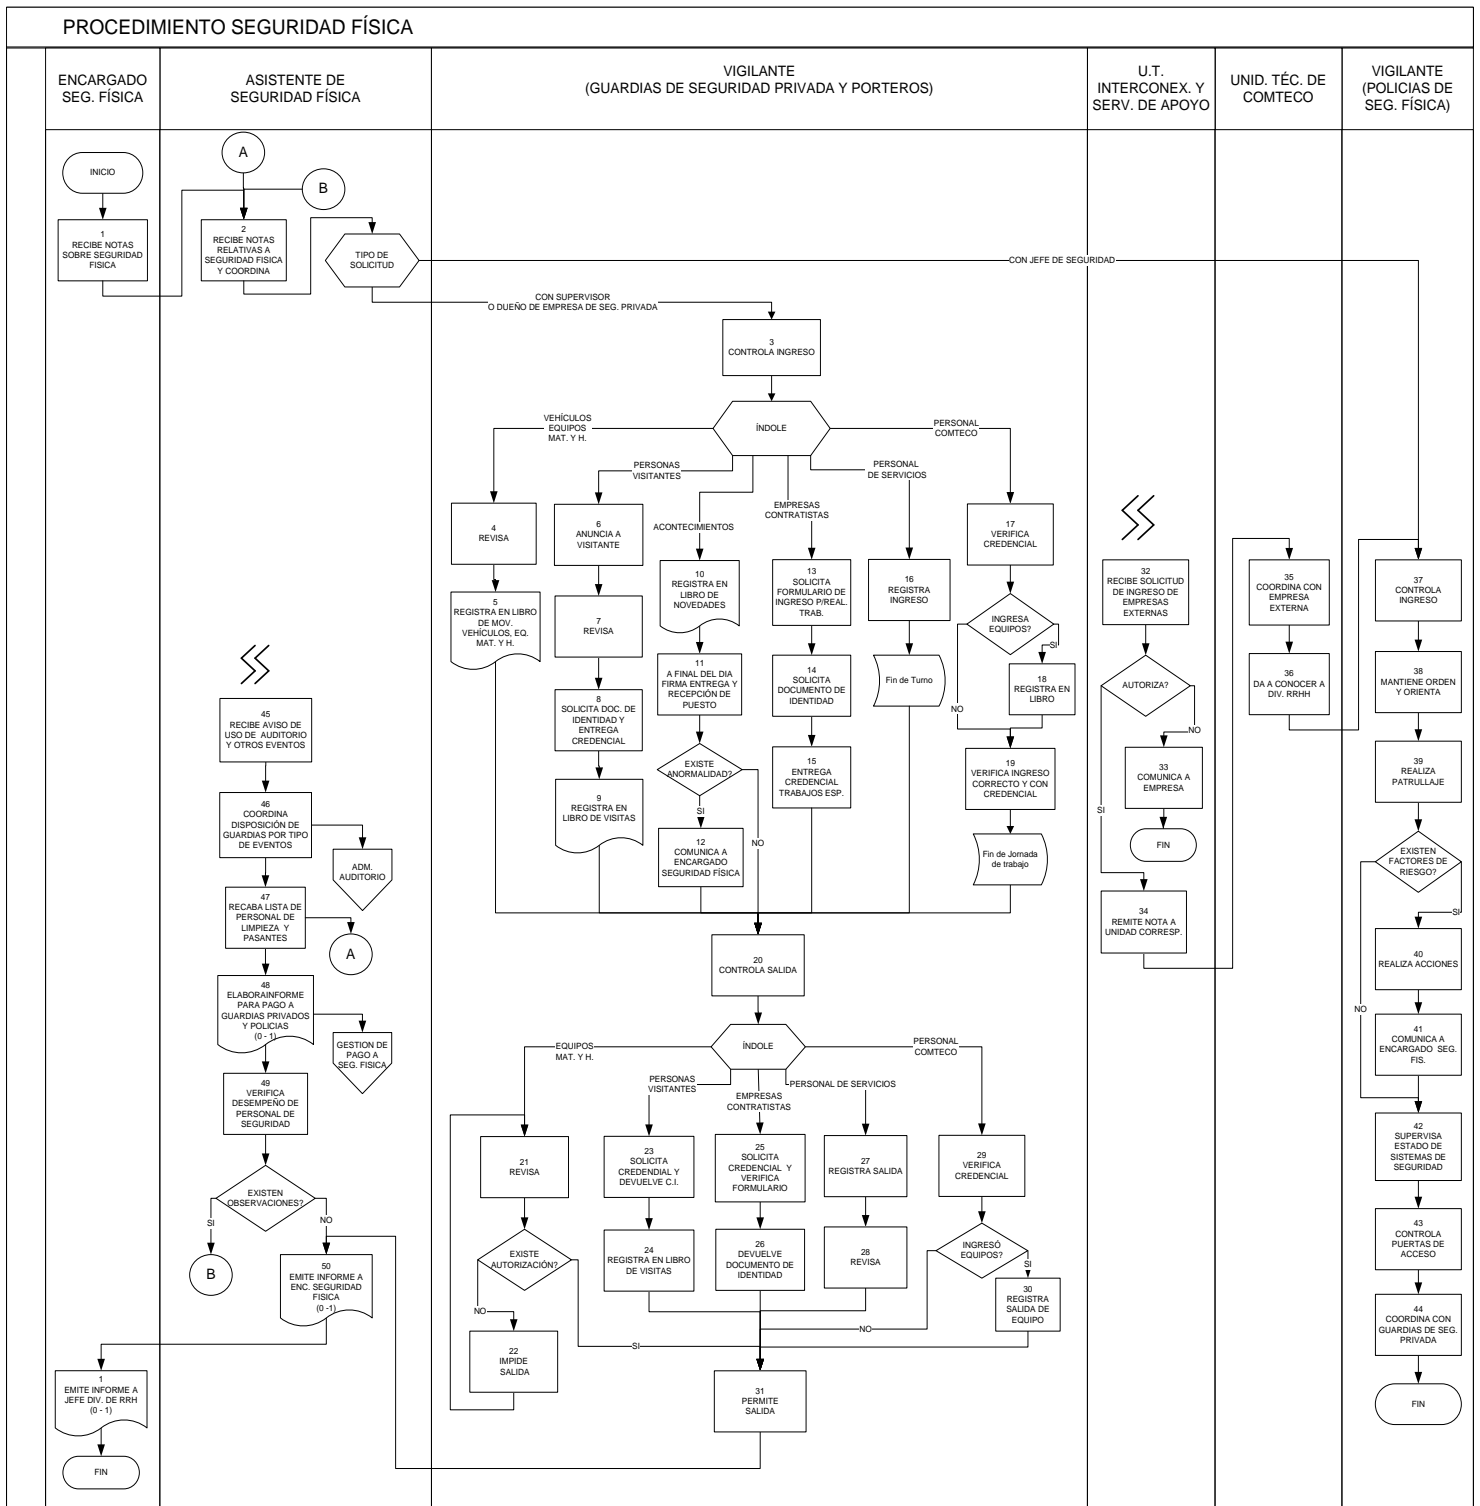 PROCEDIMIENTO SEGURIDAD FÍSICA
ENCARGADO
SEG. FÍSICA
ASISTENTE DE
SEGURIDAD FÍSICA
VIGILANTE
(GUARDIAS DE SEGURIDAD PRIVADA Y PORTEROS)
U.T.
INTERCONEX. Y
SERV. DE APOYO
UNID. TÉC. DE
COMTECO
VIGILANTE
(POLICIAS DE
SEG. FÍSICA)
INICIO
1
RECIBE NOTAS
SOBRE SEGURIDAD
FISICA
A
B
2
RECIBE NOTAS
RELATIVAS A
SEGURIDAD FISICA
Y COORDINA
TIPO DE
SOLICITUD
CON JEFE DE SEGURIDAD
CON SUPERVISOR
O DUEÑO DE EMPRESA DE SEG. PRIVADA
3
CONTROLA INGRESO
ÍNDOLE
VEHÍCULOS
EQUIPOS
MAT. Y H.
PERSONAS
VISITANTES
ACONTECIMIENTOS
EMPRESAS
CONTRATISTAS
PERSONAL
DE SERVICIOS
PERSONAL
COMTECO
4
REVISA
5
REGISTRA EN LIBRO
DE MOV.
VEHÍCULOS, EQ.
MAT. Y H.
6
ANUNCIA A
VISITANTE
7
REVISA
8
SOLICITA DOC. DE
IDENTIDAD Y
ENTREGA
CREDENCIAL
9
REGISTRA EN
LIBRO DE VISITAS
10
REGISTRA EN
LIBRO DE
NOVEDADES
11
A FINAL DEL DIA
FIRMA ENTREGA Y
RECEPCIÓN DE
PUESTO
EXISTE
ANORMALIDAD?
SI
NO
12
COMUNICA A
ENCARGADO
SEGURIDAD FÍSICA
13
SOLICITA
FORMULARIO DE
INGRESO P/REAL.
TRAB.
14
SOLICITA
DOCUMENTO DE
IDENTIDAD
15
ENTREGA
CREDENCIAL
TRABAJOS ESP.
16
REGISTRA
INGRESO
Fin de Turno
17
VERIFICA
CREDENCIAL
INGRESA
EQUIPOS?
SI
NO
18
REGISTRA EN
LIBRO
19
VERIFICA INGRESO
CORRECTO Y CON
CREDENCIAL
Fin de Jornada
de trabajo
20
CONTROLA SALIDA
ÍNDOLE
EQUIPOS
MAT. Y H.
PERSONAS
VISITANTES
EMPRESAS
CONTRATISTAS
PERSONAL DE SERVICIOS
PERSONAL
COMTECO
21
REVISA
EXISTE
AUTORIZACIÓN?
NO
SI
22
IMPIDE
SALIDA
23
SOLICITA
CREDENDIAL Y
DEVUELVE C.I.
24
REGISTRA EN LIBRO
DE VISITAS
25
SOLICITA
CREDENCIAL Y
VERIFICA
FORMULARIO
26
DEVUELVE
DOCUMENTO DE
IDENTIDAD
27
REGISTRA SALIDA
28
REVISA
29
VERIFICA
CREDENCIAL
INGRESÓ
EQUIPOS?
SI
NO
30
REGISTRA
SALIDA DE
EQUIPO
31
PERMITE
SALIDA
32
RECIBE SOLICITUD
DE INGRESO DE
EMPRESAS
EXTERNAS
AUTORIZA?
NO
SI
33
COMUNICA A
EMPRESA
FIN
34
REMITE NOTA A
UNIDAD CORRESP.
35
COORDINA CON
EMPRESA
EXTERNA
36
DA A CONOCER A
DIV. RRHH
37
CONTROLA
INGRESO
38
MANTIENE ORDEN
Y ORIENTA
39
REALIZA
PATRULLAJE
EXISTEN
FACTORES DE
RIESGO?
SI
NO
40
REALIZA ACCIONES
41
COMUNICA A
ENCARGADO SEG.
FIS.
42
SUPERVISA
ESTADO DE
SISTEMAS DE
SEGURIDAD
43
CONTROLA
PUERTAS DE
ACCESO
44
COORDINA CON
GUARDIAS DE SEG.
PRIVADA
FIN
45
RECIBE AVISO DE
USO DE AUDITORIO
Y OTROS EVENTOS
46
COORDINA
DISPOSICIÓN DE
GUARDIAS POR TIPO
DE EVENTOS
ADM.
AUDITORIO
47
RECABA LISTA DE
PERSONAL DE
LIMPIEZA Y
PASANTES
A
48
ELABORAINFORME
PARA PAGO A
GUARDIAS PRIVADOS
Y POLICIAS
(0 - 1)
GESTION DE
PAGO A
SEG. FISICA
49
VERIFICA
DESEMPEÑO DE
PERSONAL DE
SEGURIDAD
EXISTEN
OBSERVACIONES?
SI
NO
B
50
EMITE INFORME A
ENC. SEGURIDAD
FISICA
(0 -1)
1
EMITE INFORME A
JEFE DIV. DE RRH
(0 - 1)
FIN